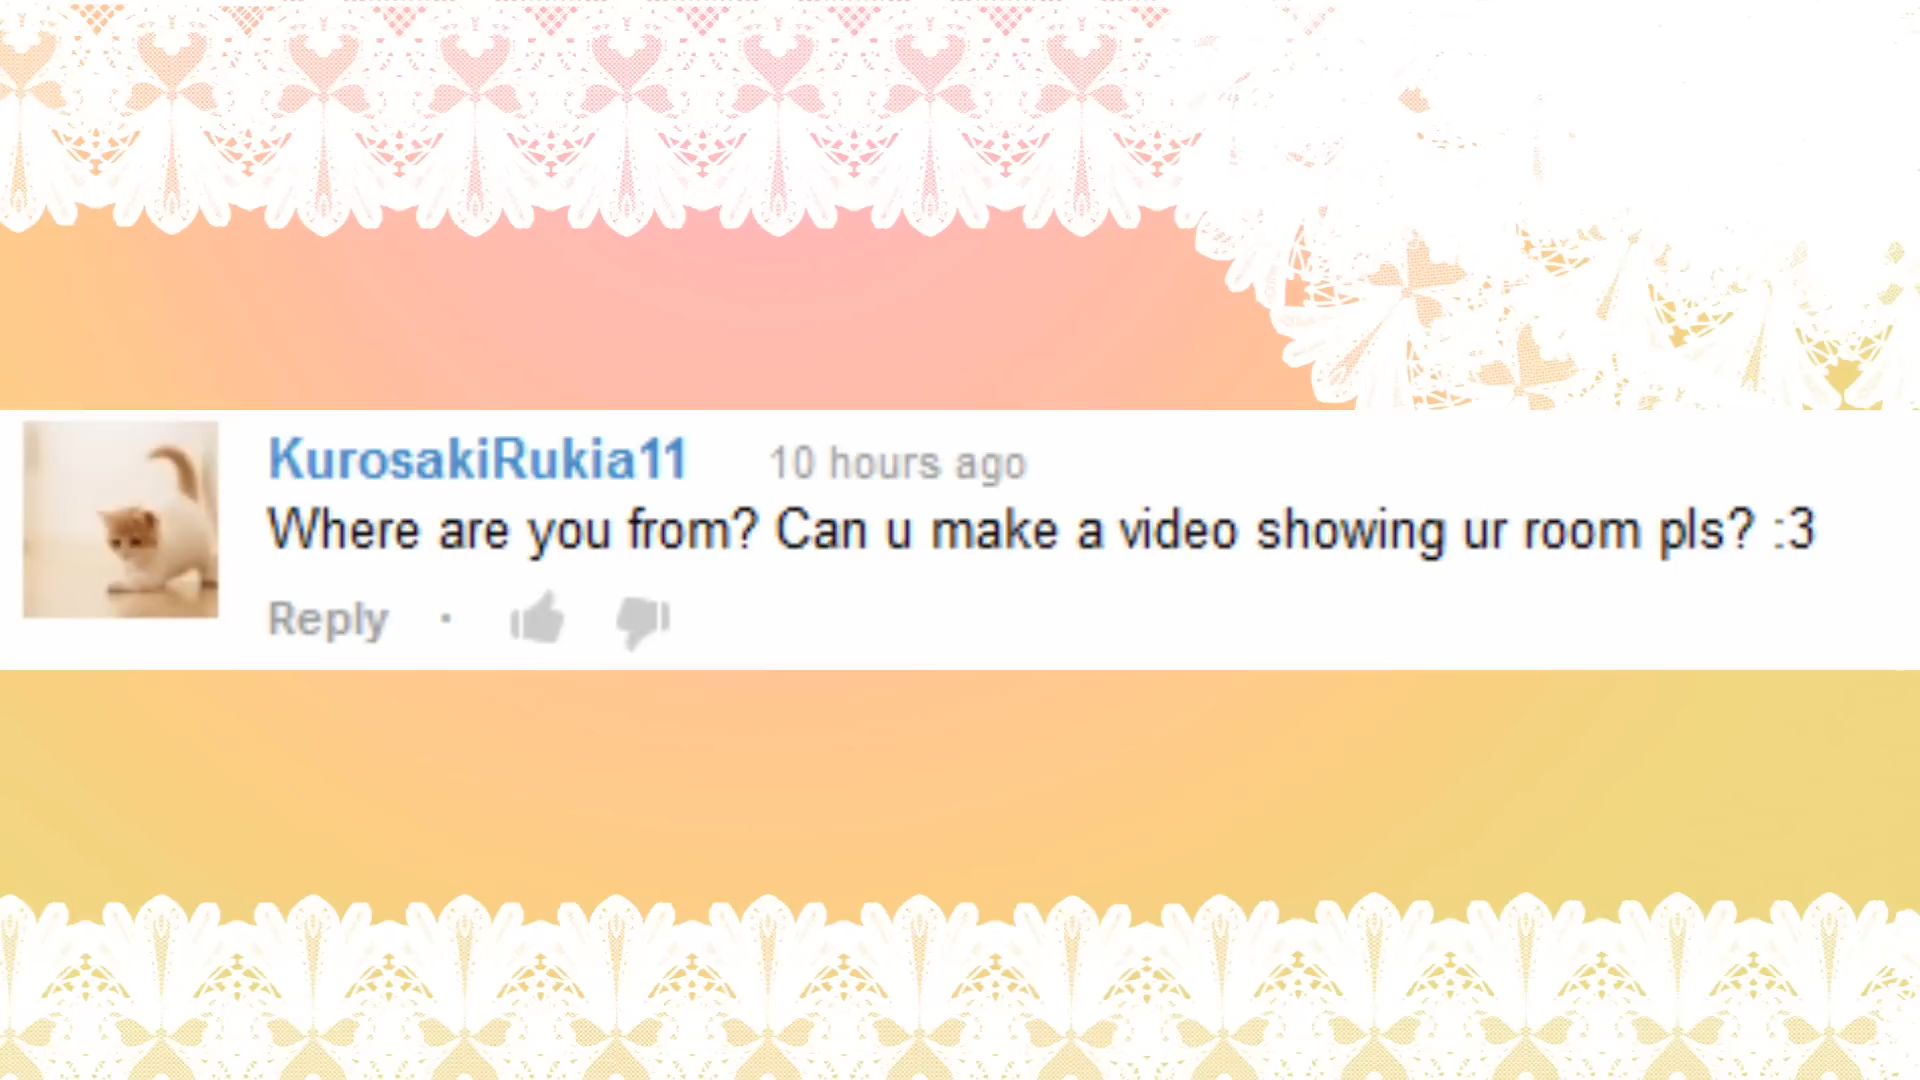 KurosakiRukia11 10 hours ago
Where are you from? Can u make a video showing ur room pls? :3
Reply ·